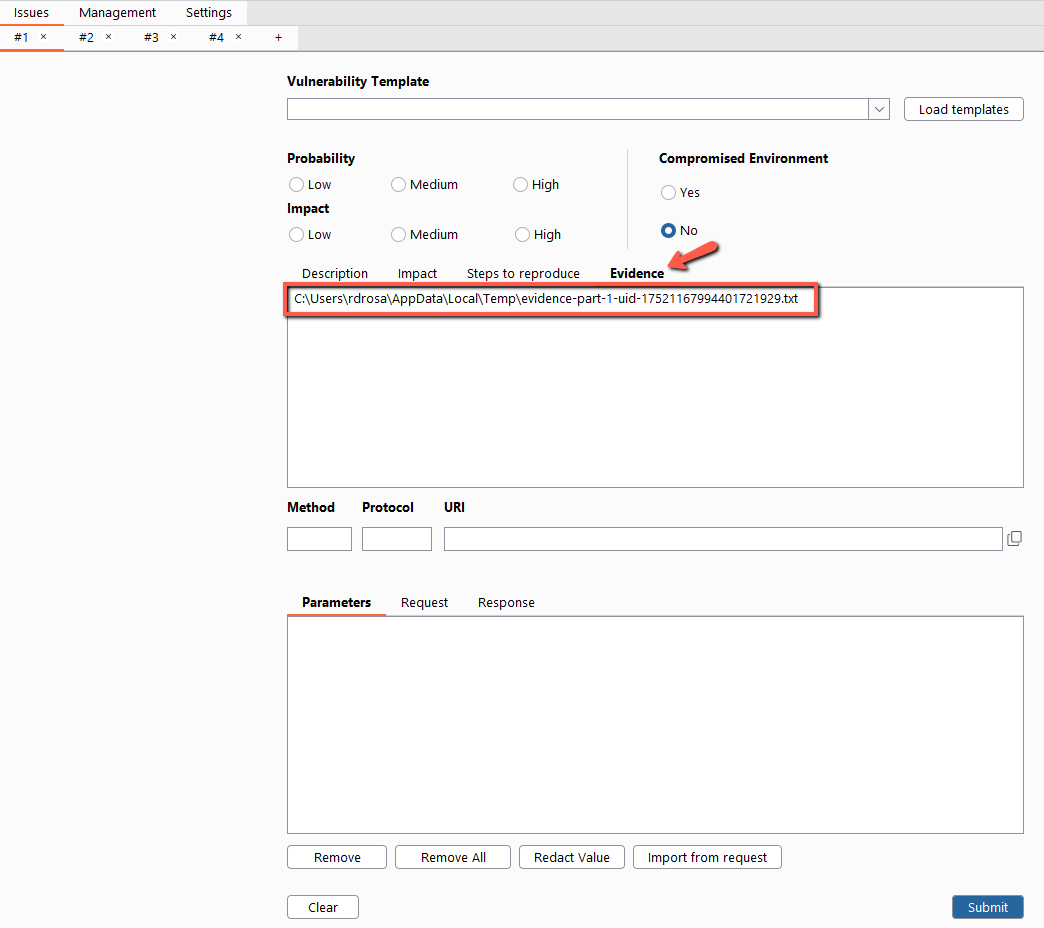 Issues Management Settings
#1 × #2 × #3 × #4 × +
Vulnerability Template
Load templates
Probability
Low Medium High
Impact
Low Medium High
Compromised Environment
Yes
No
Description Impact Steps to reproduce Evidence
C:\Users\rdrosa\AppData\Local\Temp\evidence-part-1-uid-17521167994401721929.txt
Method Protocol URI
Parameters Request Response
Remove Remove All Redact Value Import from request
Clear Submit